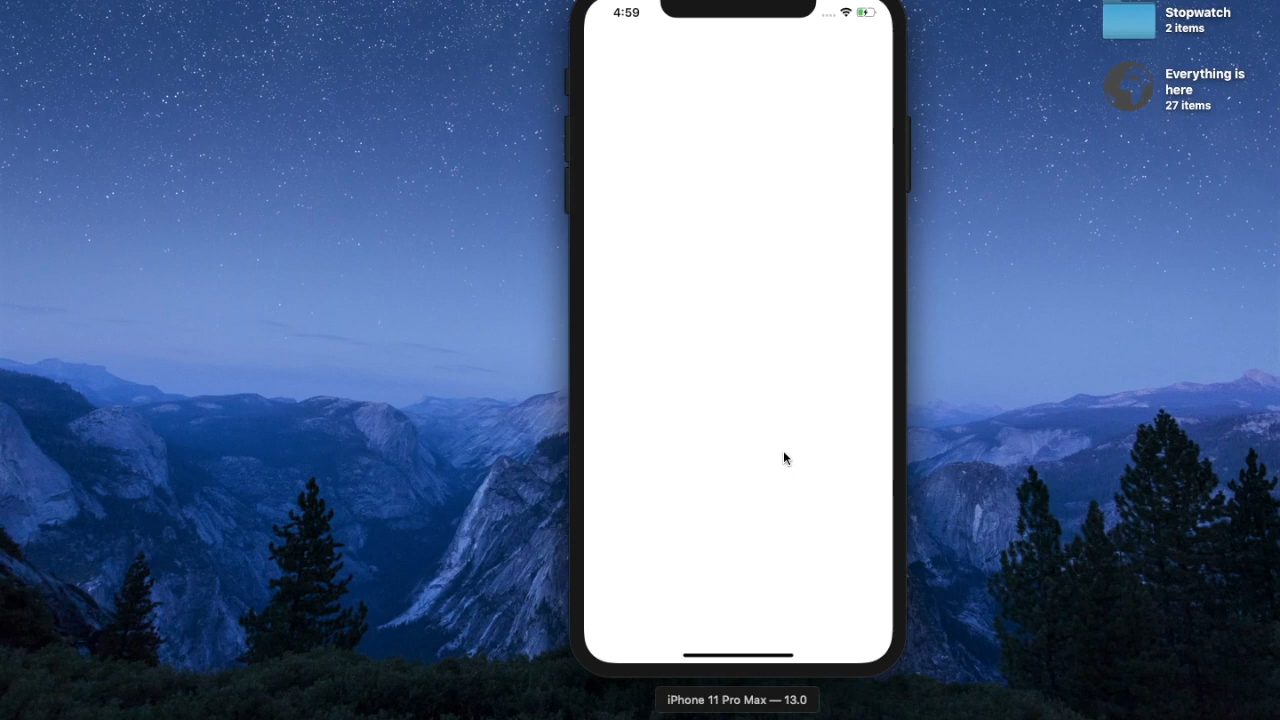 4:59
Stopwatch
2 items
Everything is
here
27 items
iPhone 11 Pro Max — 13.0